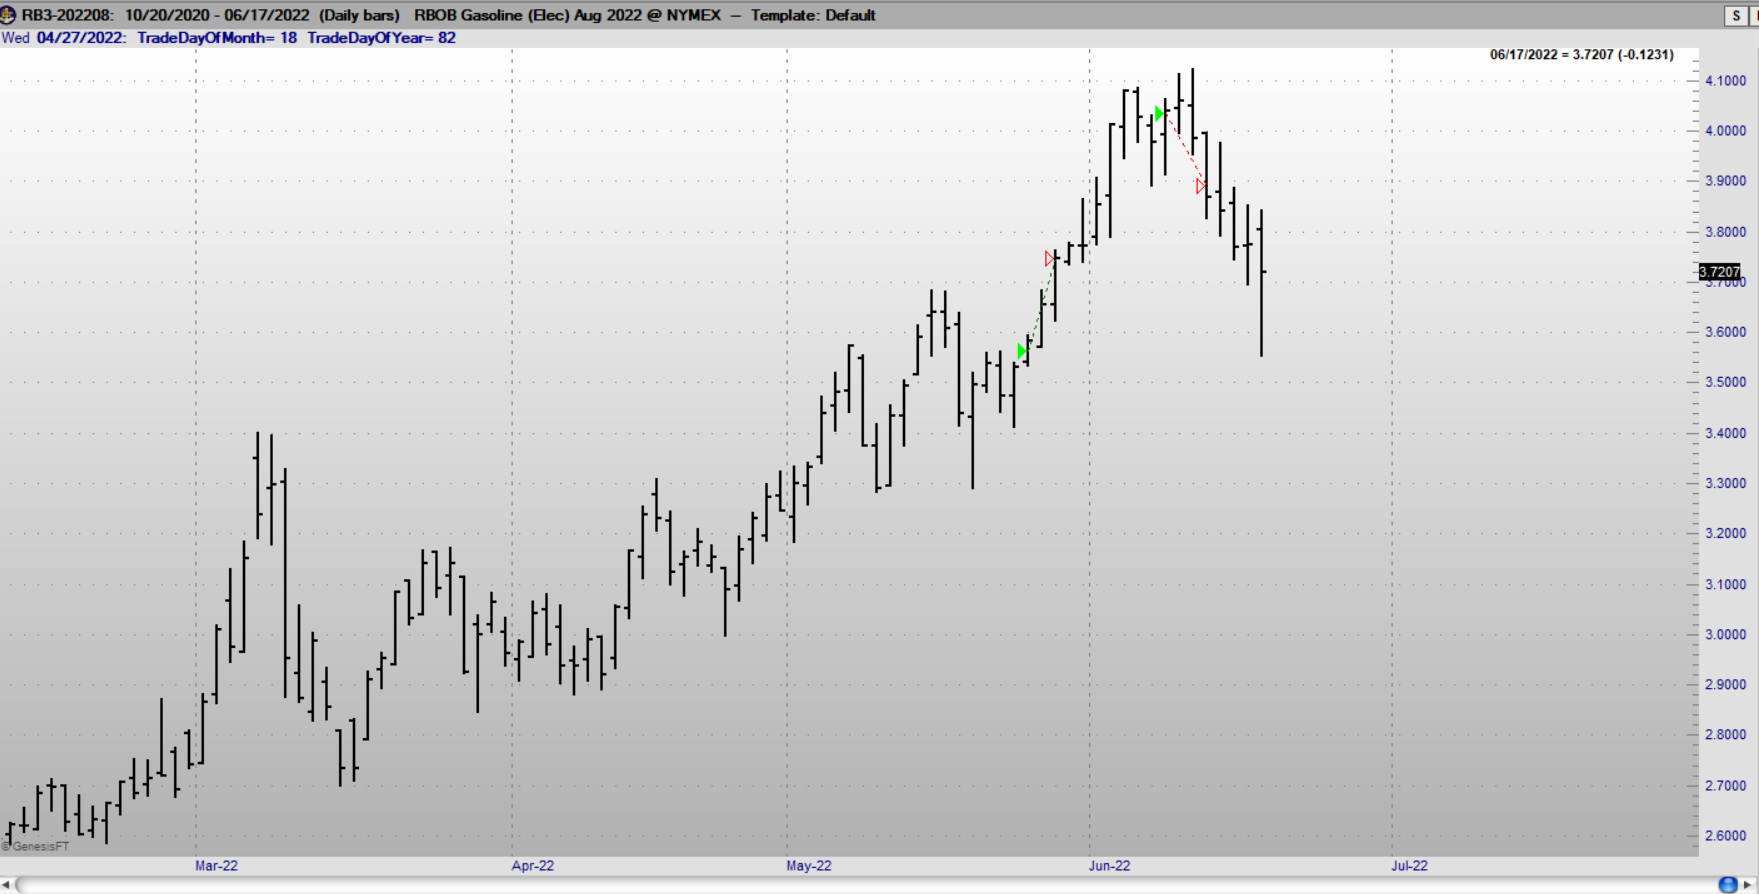 RB3-202208: 10/20/2020 - 06/17/2022 (Daily bars) RBOB Gasoline (Elec) Aug 2022 @ NYMEX – Template: Default
S
Wed 04/27/2022: TradeDayOfMonth= 18 TradeDayOfYear= 82
06/17/2022 = 3.7207 (-0.1231)
4.1000
4.0000
3.9000
3.8000
3.7207
3.7000
3.6000
3.5000
3.4000
3.3000
3.2000
3.1000
3.0000
2.9000
2.8000
2.7000
2.6000
© GenesisFT
Mar-22 Apr-22 May-22 Jun-22 Jul-22